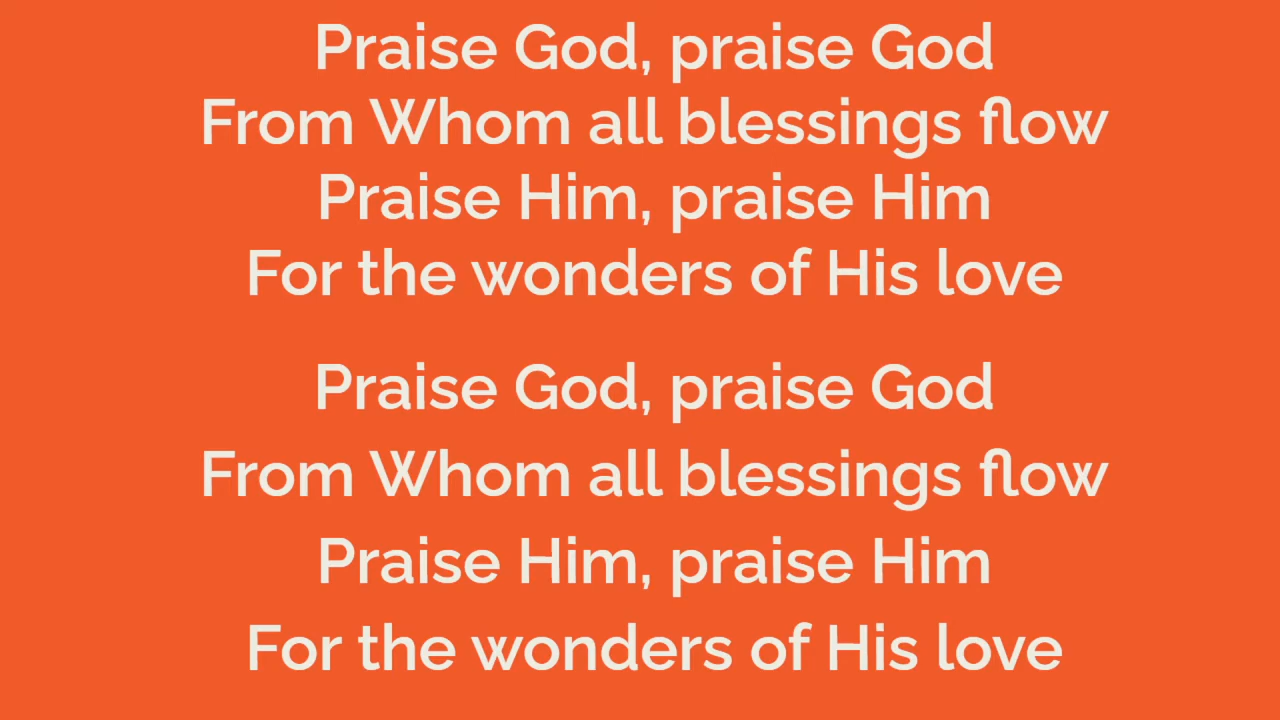 Praise God, praise God
From Whom all blessings flow
Praise Him, praise Him
For the wonders of His love
Praise God, praise God
From Whom all blessings flow
Praise Him, praise Him
For the wonders of His love